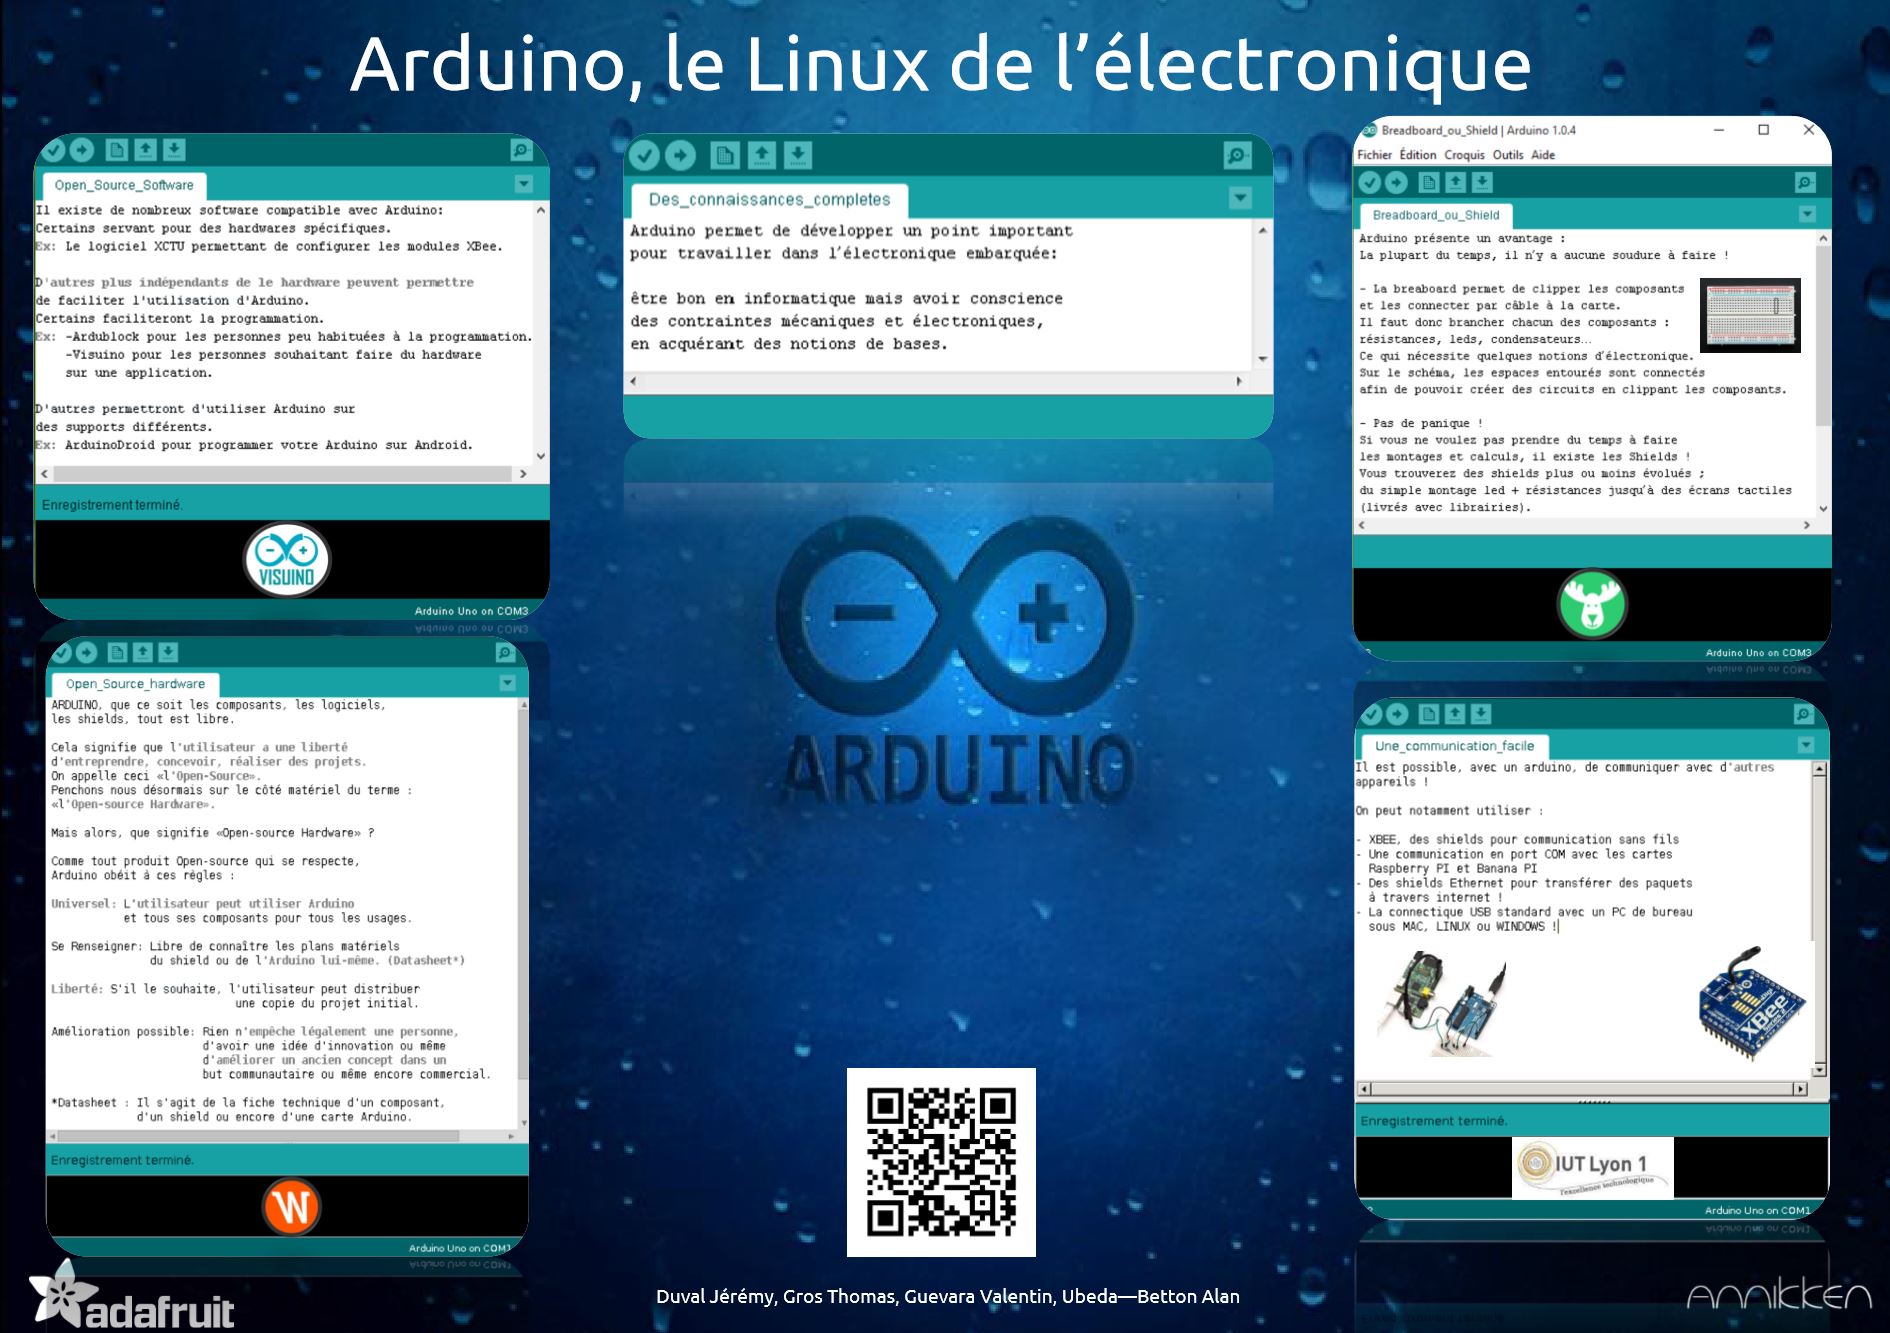 Arduino, le Linux de l'électronique
Open_Source_Software
Il existe de nombreux software compatible avec Arduino:
Certains servant pour des hardwares spécifiques.
Ex: Le logiciel XCTU permettant de configurer les modules XBee.
D'autres plus indépendants de le hardware peuvent permettre
de faciliter l'utilisation d'Arduino.
Certains faciliteront la programmation.
Ex: -Ardublock pour les personnes peu habituées à la programmation.
-Visuino pour les personnes souhaitant faire du hardware
sur une application.
D'autres permettront d'utiliser Arduino sur
des supports différents.
Ex: ArduinoDroid pour programmer votre Arduino sur Android.
Enregistrement terminé.
VISUINO
Arduino Uno on COM3
Open_Source_hardware
ARDUINO, que ce soit les composants, les logiciels,
les shields, tout est libre.
Cela signifie que l'utilisateur a une liberté
d'entreprendre, concevoir, réaliser des projets.
On appelle ceci «l'Open-Source».
Penchons nous désormais sur le côté matériel du terme :
«l'Open-source Hardware».
Mais alors, que signifie «Open-source Hardware» ?
Comme tout produit Open-source qui se respecte,
Arduino obéit à ces règles :
Universel: L'utilisateur peut utiliser Arduino
et tous ses composants pour tous les usages.
Se Renseigner: Libre de connaître les plans matériels
du shield ou de l'Arduino lui-même. (Datasheet*)
Liberté: S'il le souhaite, l'utilisateur peut distribuer
une copie du projet initial.
Amélioration possible: Rien n'empêche légalement une personne,
d'avoir une idée d'innovation ou même
d'améliorer un ancien concept dans un
but communautaire ou même encore commercial.
*Datasheet : Il s'agit de la fiche technique d'un composant,
d'un shield ou encore d'une carte Arduino.
Enregistrement terminé.
W
Arduino Uno on COM1
adafruit
Des_connaissances_completes
Arduino permet de développer un point important
pour travailler dans l'électronique embarquée:
être bon en informatique mais avoir conscience
des contraintes mécaniques et électroniques,
en acquérant des notions de bases.
ARDUINO
Duval Jérémy, Gros Thomas, Guevara Valentin, Ubeda—Betton Alan
Breadboard_ou_Shield | Arduino 1.0.4
Fichier Édition Croquis Outils Aide
Breadboard_ou_Shield
Arduino présente un avantage :
La plupart du temps, il n'y a aucune soudure à faire !
- La breaboard permet de clipper les composants
et les connecter par câble à la carte.
Il faut donc brancher chacun des composants :
résistances, leds, condensateurs...
Ce qui nécessite quelques notions d'électronique.
Sur le schéma, les espaces entourés sont connectés
afin de pouvoir créer des circuits en clippant les composants.
- Pas de panique !
Si vous ne voulez pas prendre du temps à faire
les montages et calculs, il existe les Shields !
Vous trouverez des shields plus ou moins évolués ;
du simple montage led + résistances jusqu'à des écrans tactiles
(livrés avec librairies).
Arduino Uno on COM3
Une_communication_facile
Il est possible, avec un arduino, de communiquer avec d'autres
appareils !
On peut notamment utiliser :
- XBEE, des shields pour communication sans fils
- Une communication en port COM avec les cartes
Raspberry PI et Banana PI
- Des shields Ethernet pour transférer des paquets
à travers internet !
- La connectique USB standard avec un PC de bureau
sous MAC, LINUX ou WINDOWS !
XBee
Enregistrement terminé.
IUT Lyon 1
l'excellence technologique
Arduino Uno on COM1
ANNIKKEN